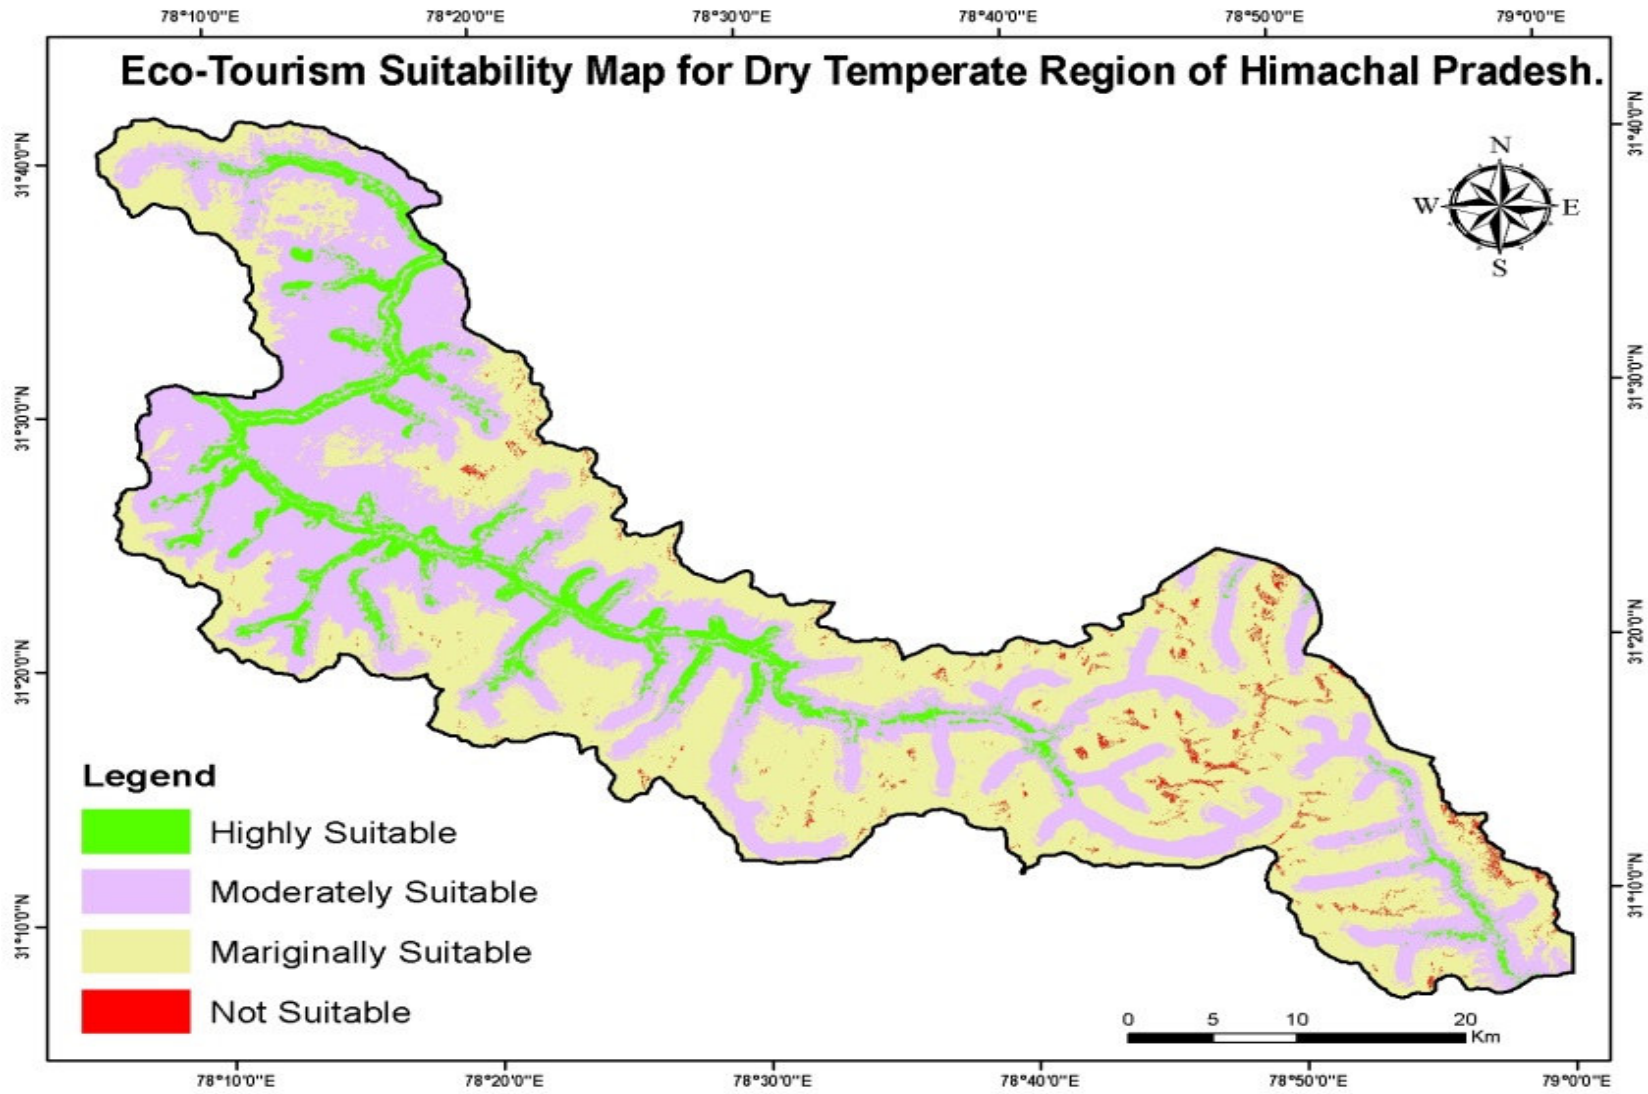 78°10'0"E 78°20'0"E 78°30'0"E 78°40'0"E 78°50'0"E 79°0'0"E
Eco-Tourism Suitability Map for Dry Temperate Region of Himachal Pradesh.
31°40'0"N
31°30'0"N
31°20'0"N
31°10'0"N
31°40'0"N
31°30'0"N
31°20'0"N
31°10'0"N
N
W E
S
Legend
Highly Suitable
Moderately Suitable
Mariginally Suitable
Not Suitable
0 5 10 20
Km
78°10'0"E 78°20'0"E 78°30'0"E 78°40'0"E 78°50'0"E 79°0'0"E